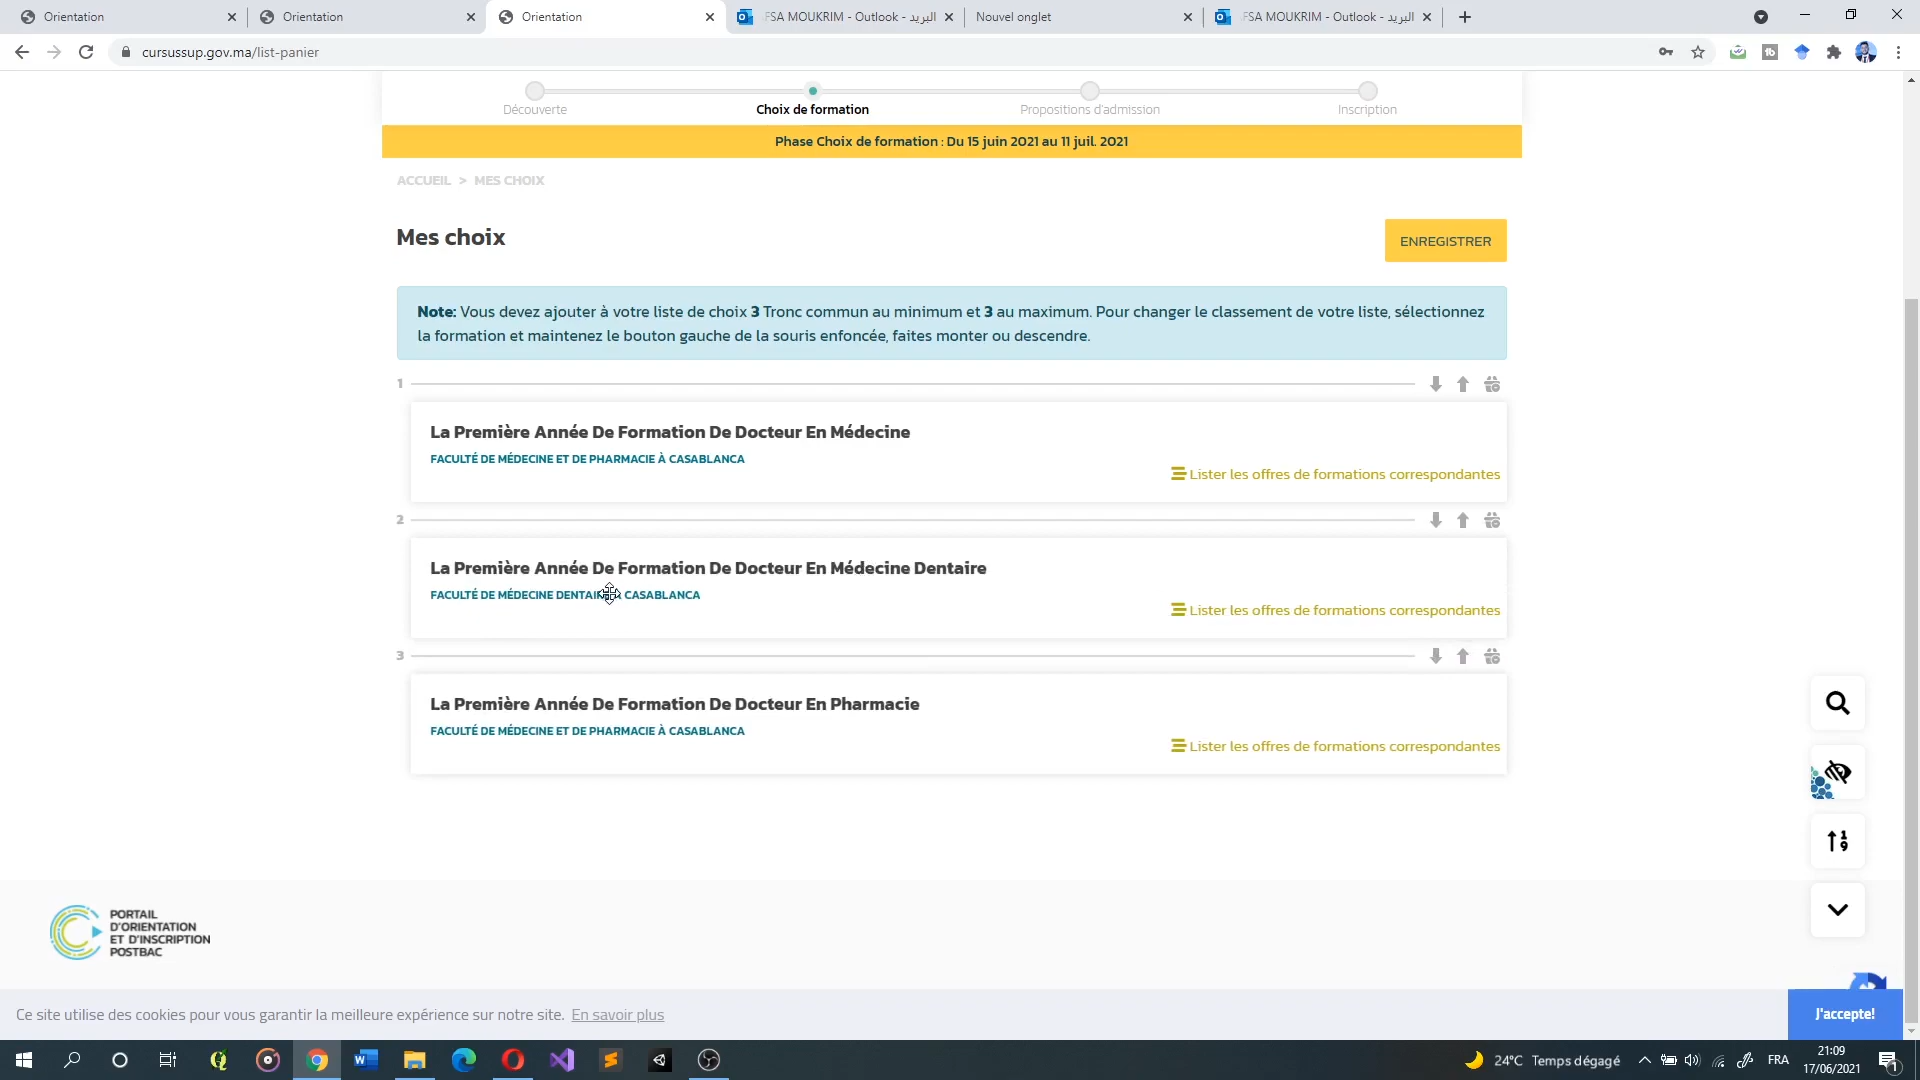 Orientation
Orientation
Orientation
FSA MOUKRIM - Outlook - البريد
Nouvel onglet
FSA MOUKRIM - Outlook - البريد
cursussup.gov.ma/list-panier
Découverte
Choix de formation
Propositions d'admission
Inscription
Phase Choix de formation : Du 15 juin 2021 au 11 juil. 2021
ACCUEIL > MES CHOIX
Mes choix
ENREGISTRER
Note: Vous devez ajouter à votre liste de choix 3 Tronc commun au minimum et 3 au maximum. Pour changer le classement de votre liste, sélectionnez
la formation et maintenez le bouton gauche de la souris enfoncée, faites monter ou descendre.
1
La Première Année De Formation De Docteur En Médecine
FACULTÉ DE MÉDECINE ET DE PHARMACIE À CASABLANCA
Lister les offres de formations correspondantes
2
La Première Année De Formation De Docteur En Médecine Dentaire
FACULTÉ DE MÉDECINE DENTAIRE À CASABLANCA
Lister les offres de formations correspondantes
3
La Première Année De Formation De Docteur En Pharmacie
FACULTÉ DE MÉDECINE ET DE PHARMACIE À CASABLANCA
Lister les offres de formations correspondantes
1
9
PORTAIL
D'ORIENTATION
ET D'INSCRIPTION
POSTBAC
Ce site utilise des cookies pour vous garantir la meilleure expérience sur notre site. En savoir plus
J'accepte!
24°C Temps dégagé
FRA
21:09
17/06/2021
1